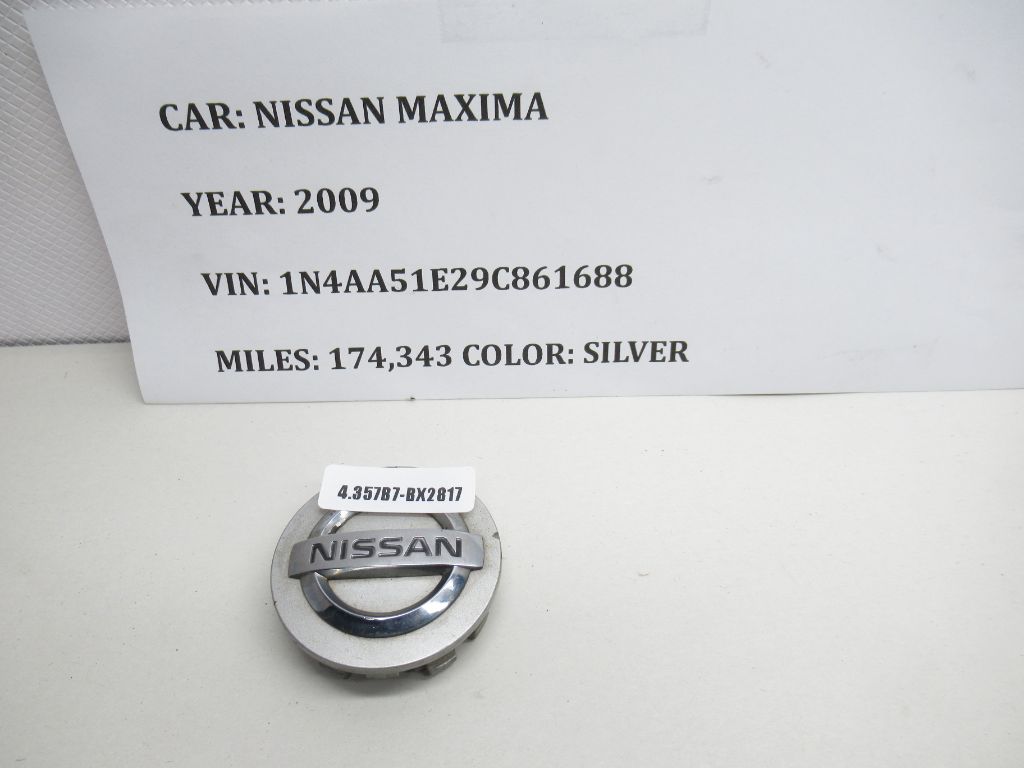 CAR: NISSAN MAXIMA
YEAR: 2009
VIN: 1N4AA51E29C861688
MILES: 174,343 COLOR: SILVER
4.357B7-BX2817
NISSAN